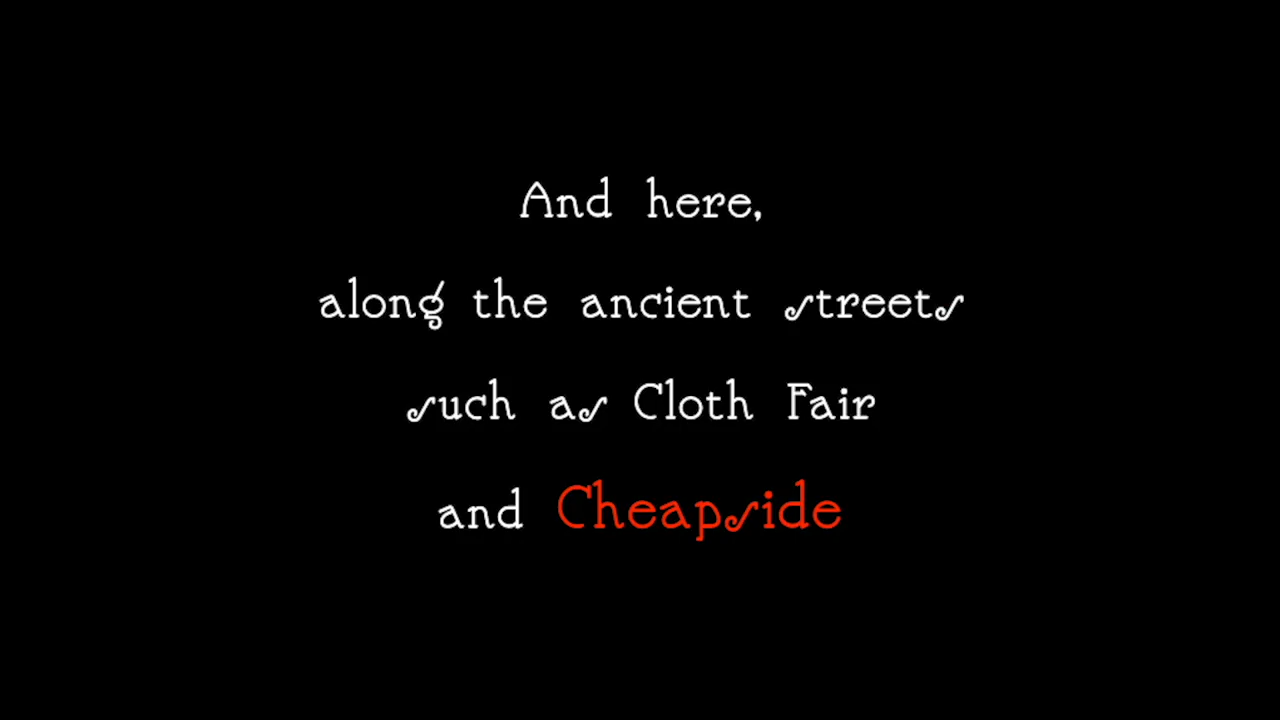 And here,
along the ancient streets
such as Cloth Fair
and Cheapside